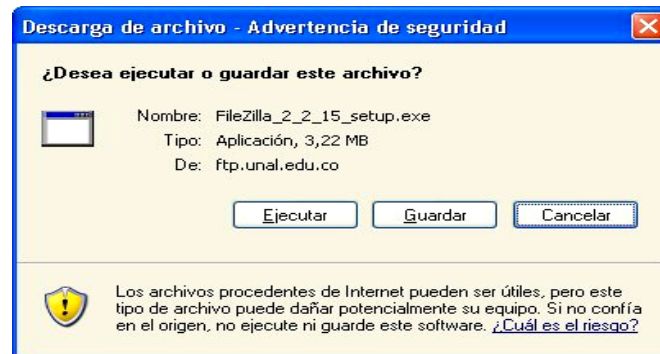 Descarga de archivo - Advertencia de seguridad
¿Desea ejecutar o guardar este archivo?
Nombre: FileZilla_2_2_15_setup.exe
Tipo: Aplicación, 3,22 MB
De: ftp.unal.edu.co
Ejecutar Guardar Cancelar
Los archivos procedentes de Internet pueden ser útiles, pero este
tipo de archivo puede dañar potencialmente su equipo. Si no confía
en el origen, no ejecute ni guarde este software. ¿Cuál es el riesgo?